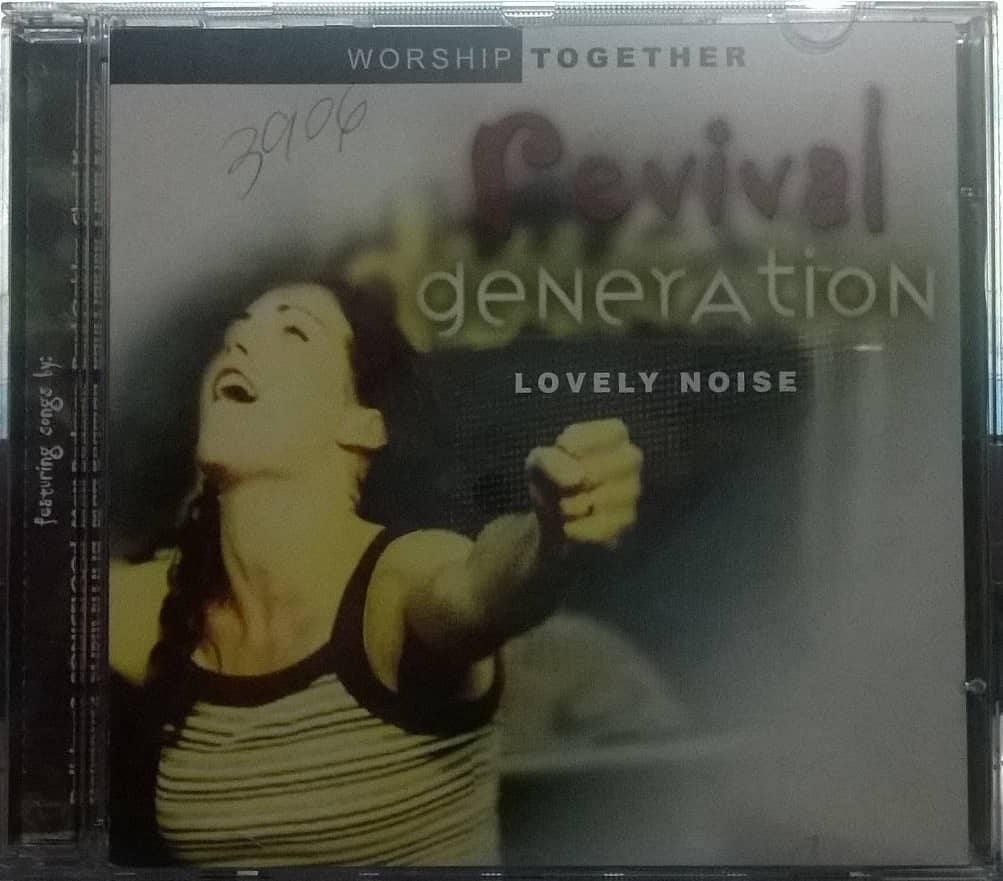 WORSHIP TOGETHER
3906
revival
generation
LOVELY NOISE
featuring songs by: